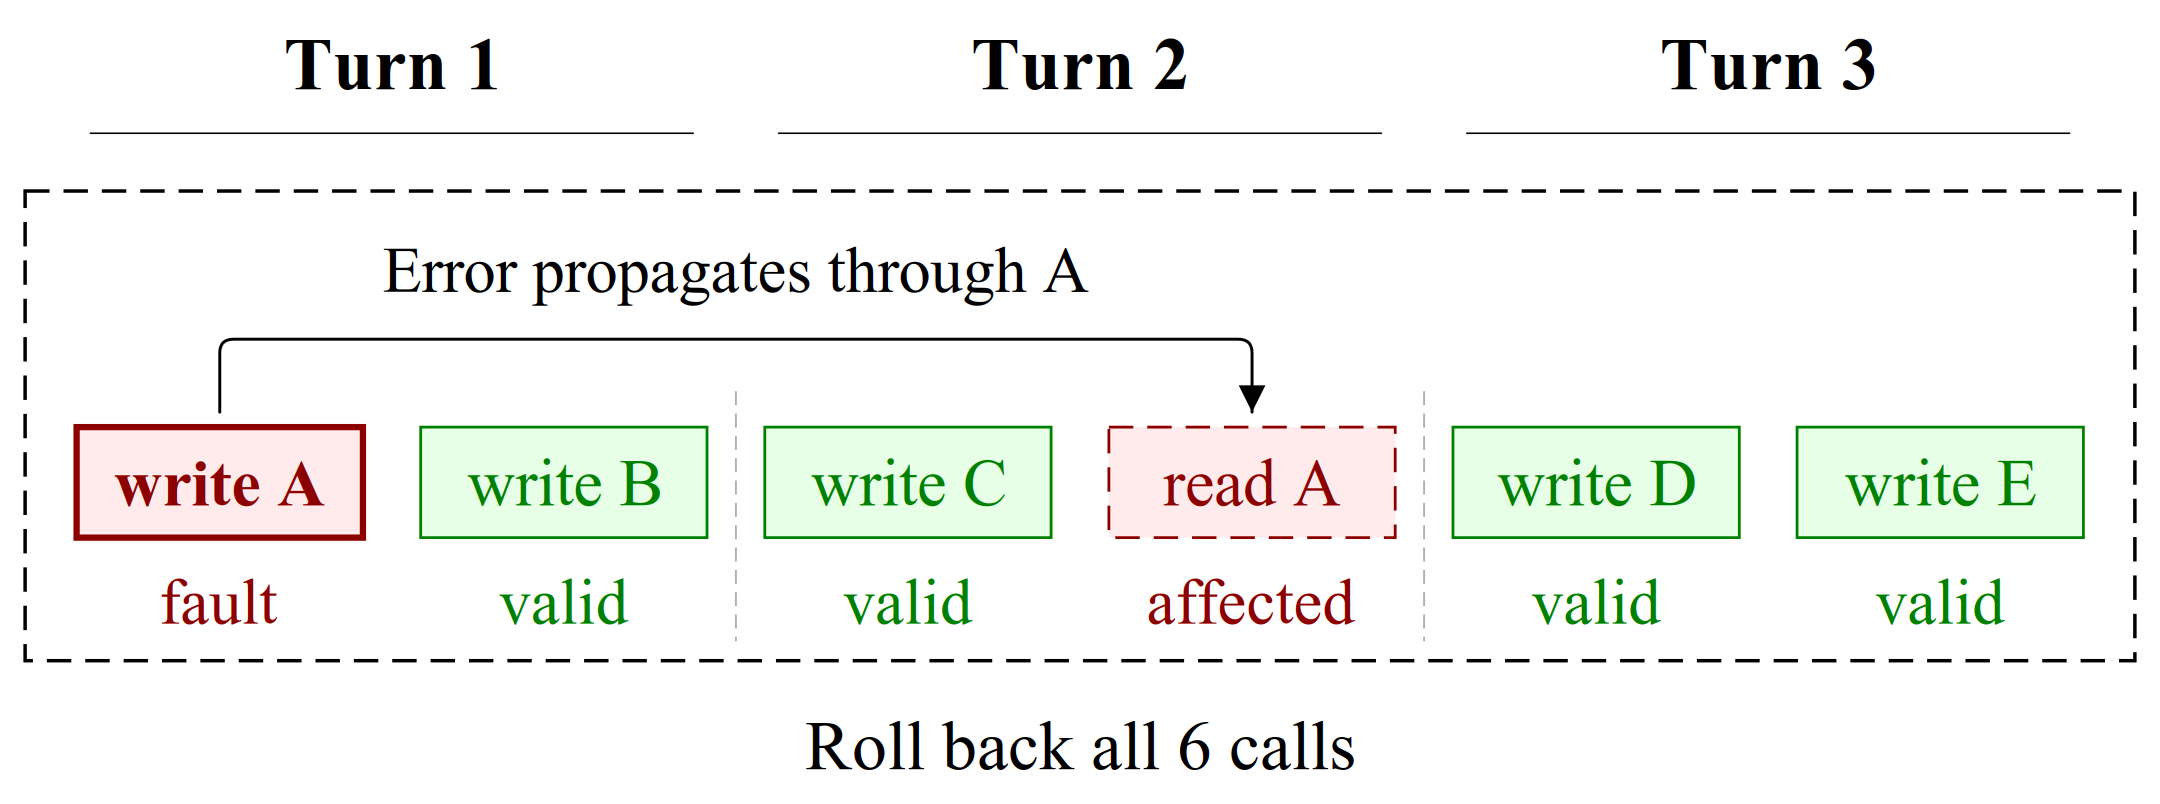 Turn 1 Turn 2 Turn 3
Error propagates through A
write A write B write C read A write D write E
fault valid valid affected valid valid
Roll back all 6 calls